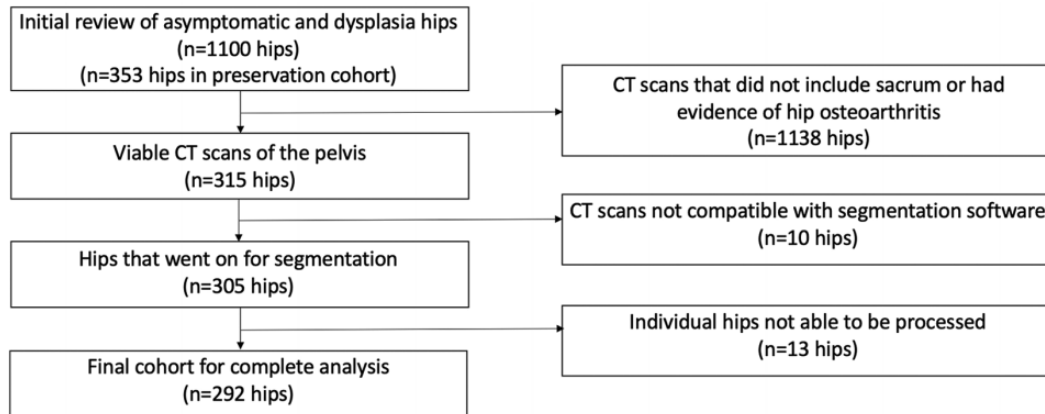 Initial review of asymptomatic and dysplasia hips
(n=1100 hips)
(n=353 hips in preservation cohort)
CT scans that did not include sacrum or had
evidence of hip osteoarthritis
(n=1138 hips)
Viable CT scans of the pelvis
(n=315 hips)
CT scans not compatible with segmentation software
(n=10 hips)
Hips that went on for segmentation
(n=305 hips)
Individual hips not able to be processed
(n=13 hips)
Final cohort for complete analysis
(n=292 hips)